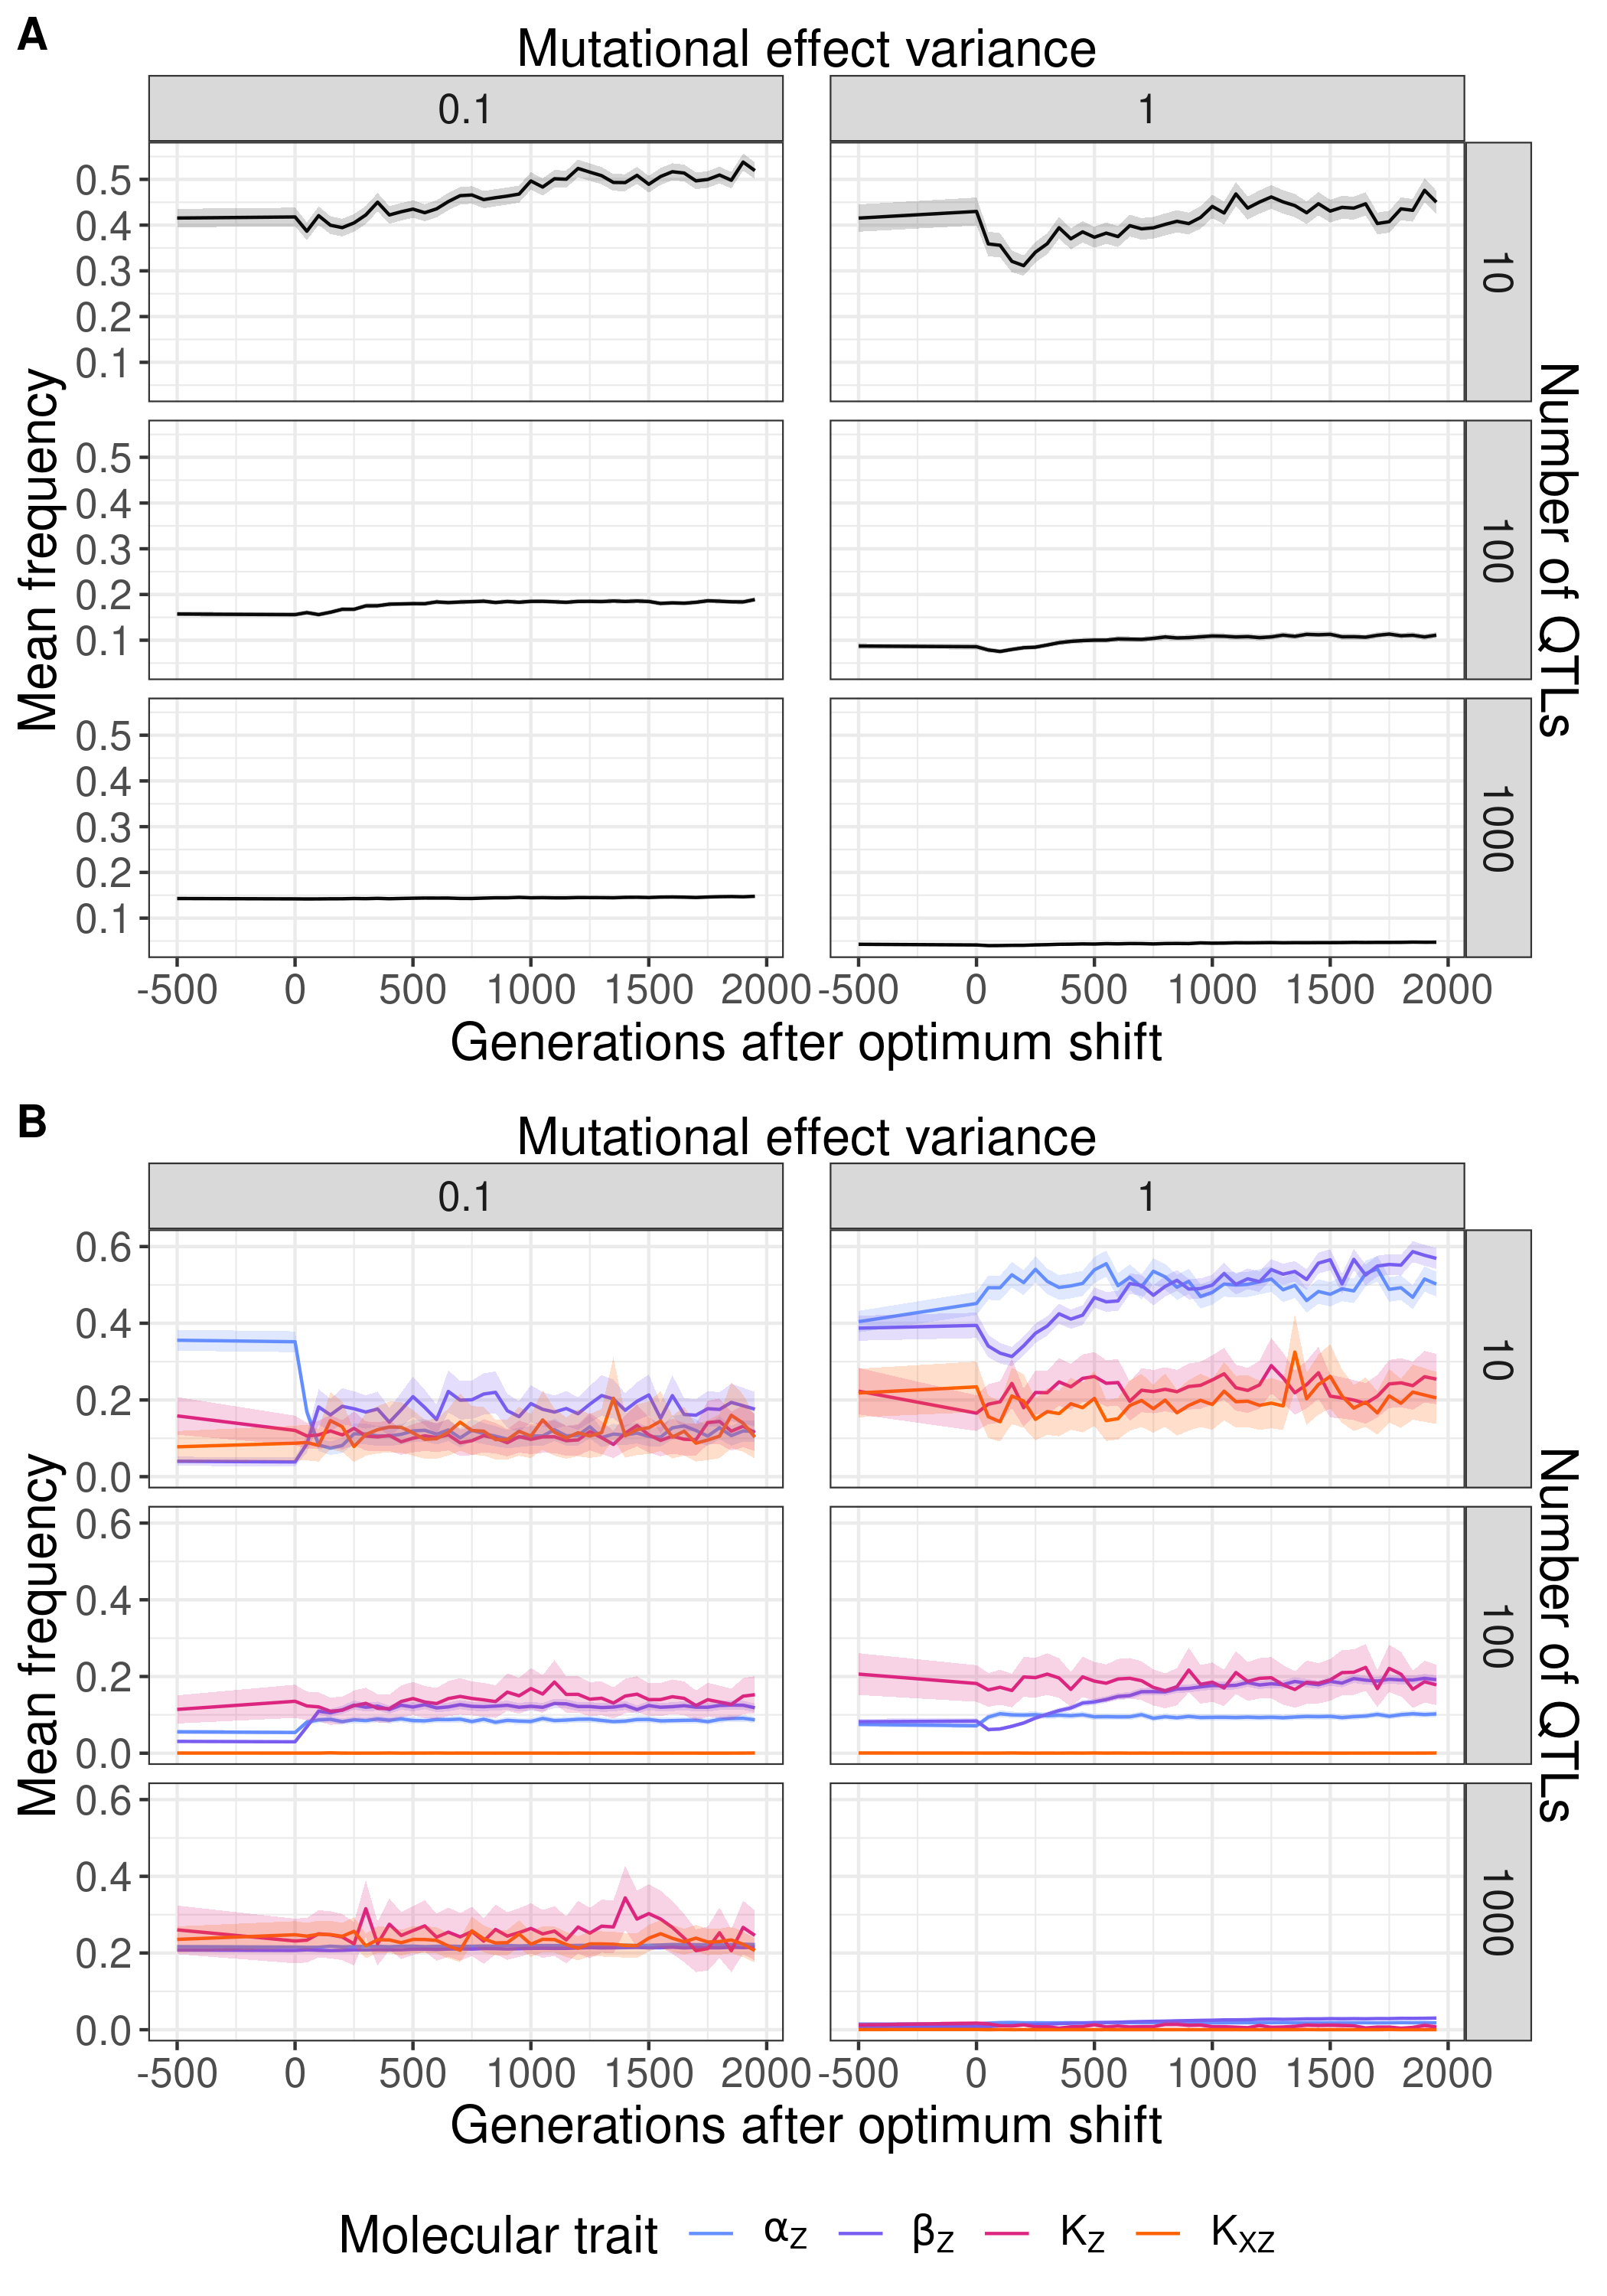 A
Mutational effect variance
0.1 1
0.5
0.4
0.3
0.2
0.1
10
0.5
0.4
0.3
0.2
0.1
100
0.5
0.4
0.3
0.2
0.1
1000
Mean frequency
Number of QTLs
-500 0 500 1000 1500 2000 -500 0 500 1000 1500 2000
Generations after optimum shift
B
Mutational effect variance
0.1 1
0.6
0.4
0.2
0.0
10
0.6
0.4
0.2
0.0
100
0.6
0.4
0.2
0.0
1000
Mean frequency
Number of QTLs
-500 0 500 1000 1500 2000 -500 0 500 1000 1500 2000
Generations after optimum shift
Molecular trait αZ βZ KZ KXZ